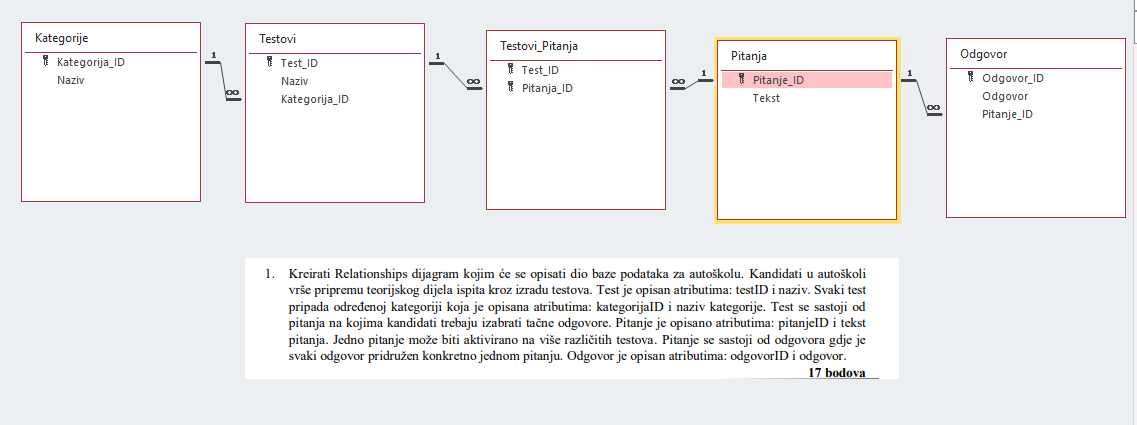 Kategorije
Kategorija_ID
Naziv
1
∞
Testovi
Test_ID
Naziv
Kategorija_ID
1
∞
Testovi_Pitanja
Test_ID
Pitanja_ID
∞
1
Pitanja
Pitanje_ID
Tekst
1
∞
Odgovor
Odgovor_ID
Odgovor
Pitanje_ID
1. Kreirati Relationships dijagram kojim će se opisati dio baze podataka za autoškolu. Kandidati u autoškoli
vrše pripremu teorijskog dijela ispita kroz izradu testova. Test je opisan atributima: testID i naziv. Svaki test
pripada određenoj kategoriji koja je opisana atributima: kategorijaID i naziv kategorije. Test se sastoji od
pitanja na kojima kandidati trebaju izabrati tačne odgovore. Pitanje je opisano atributima: pitanjeID i tekst
pitanja. Jedno pitanje može biti aktivirano na više različitih testova. Pitanje se sastoji od odgovora gdje je
svaki odgovor pridružen konkretno jednom pitanju. Odgovor je opisan atributima: odgovorID i odgovor.
17 bodova